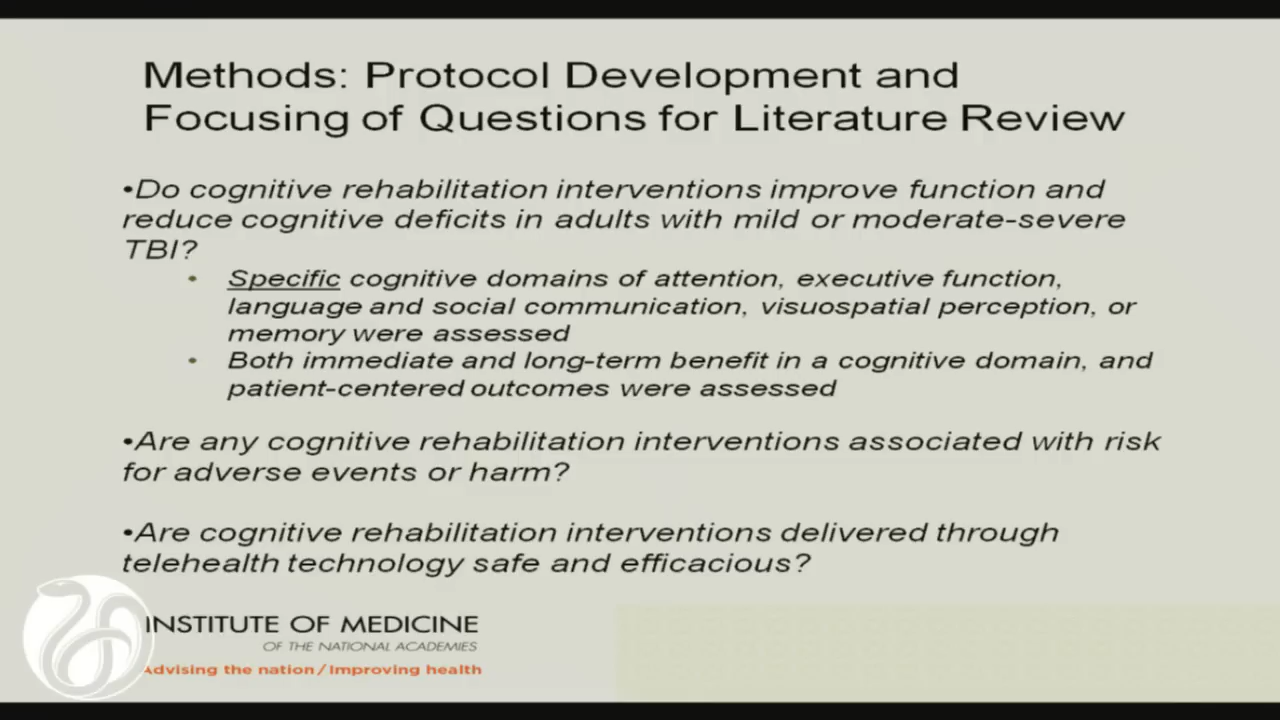 Methods: Protocol Development and
Focusing of Questions for Literature Review
•Do cognitive rehabilitation interventions improve function and
reduce cognitive deficits in adults with mild or moderate-severe
TBI?
• Specific cognitive domains of attention, executive function,
language and social communication, visuospatial perception, or
memory were assessed
• Both immediate and long-term benefit in a cognitive domain, and
patient-centered outcomes were assessed
•Are any cognitive rehabilitation interventions associated with risk
for adverse events or harm?
•Are cognitive rehabilitation interventions delivered through
telehealth technology safe and efficacious?
INSTITUTE OF MEDICINE
OF THE NATIONAL ACADEMIES
Advising the nation / Improving health